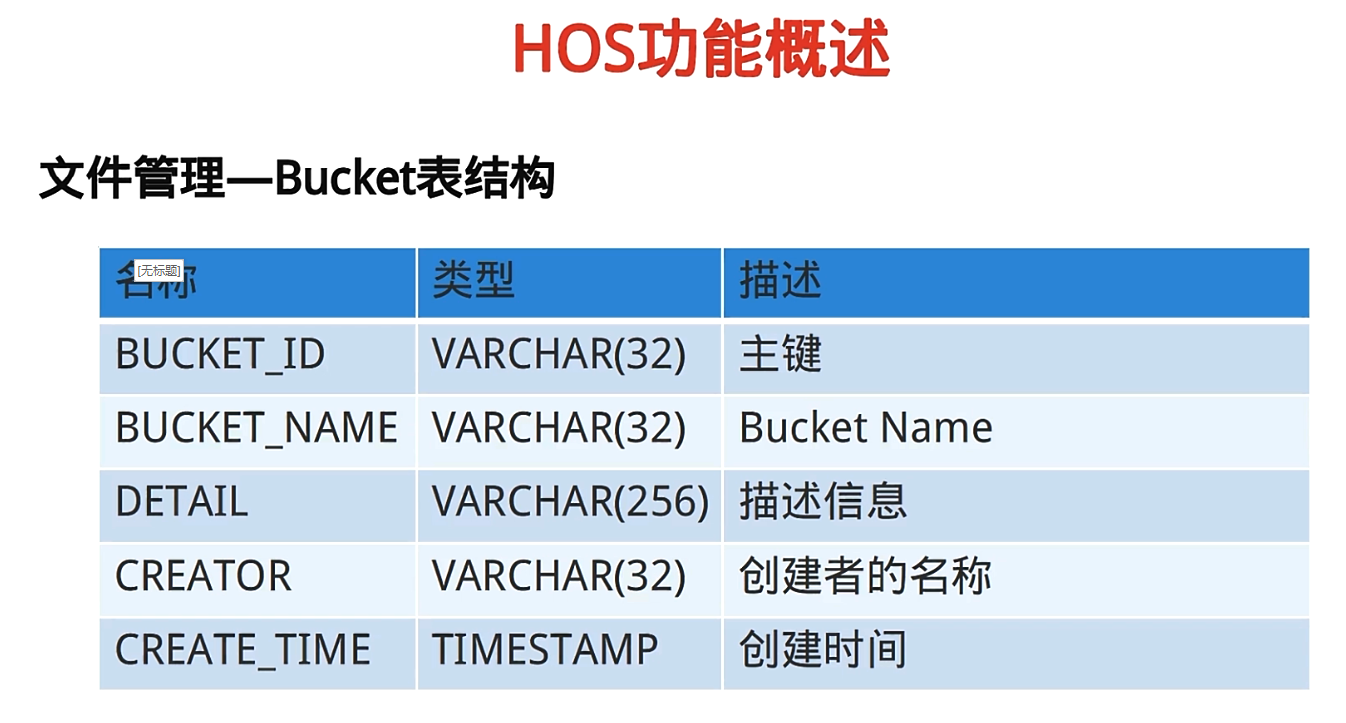 HOS功能概述
文件管理—Bucket表结构
名称 类型 描述
[无标题]
BUCKET_ID VARCHAR(32) 主键
BUCKET_NAME VARCHAR(32) Bucket Name
DETAIL VARCHAR(256) 描述信息
CREATOR VARCHAR(32) 创建者的名称
CREATE_TIME TIMESTAMP 创建时间